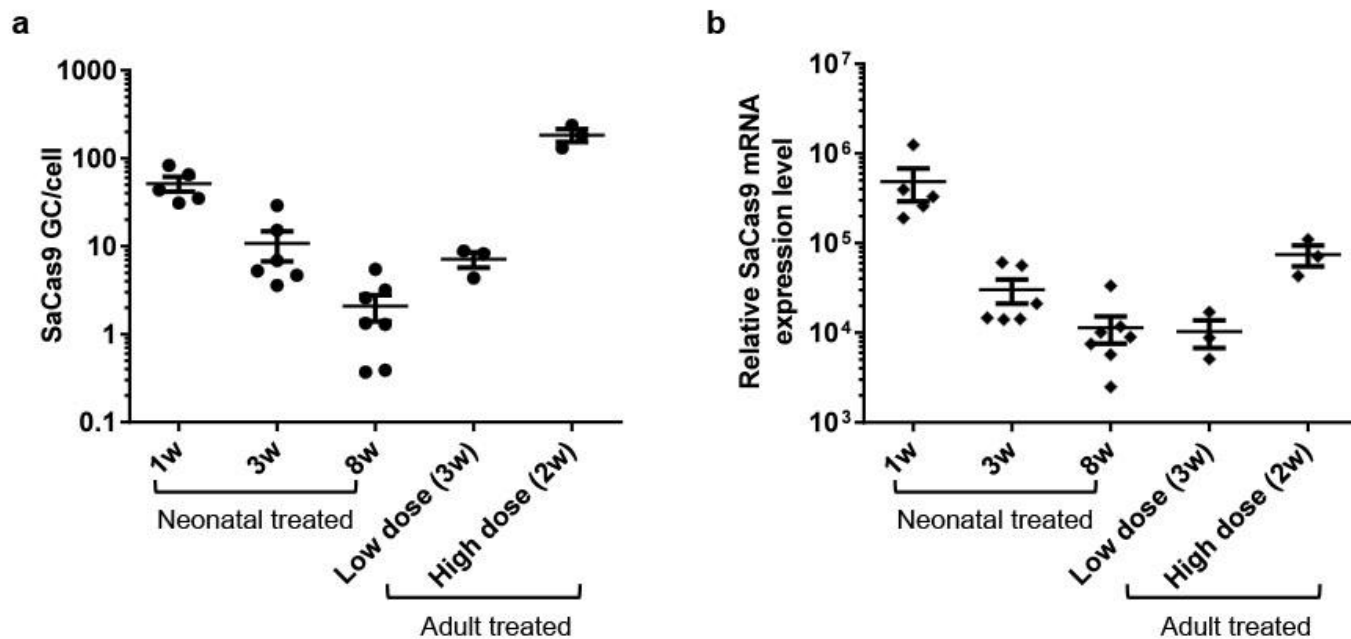 a
SaCas9 GC/cell
1000
100
10
1
0.1
1w
3w
8w
Low dose (3w)
High dose (2w)
Neonatal treated
Adult treated
b
Relative SaCas9 mRNA
expression level
10⁷
10⁶
10⁵
10⁴
10³
1w
3w
8w
Low dose (3w)
High dose (2w)
Neonatal treated
Adult treated